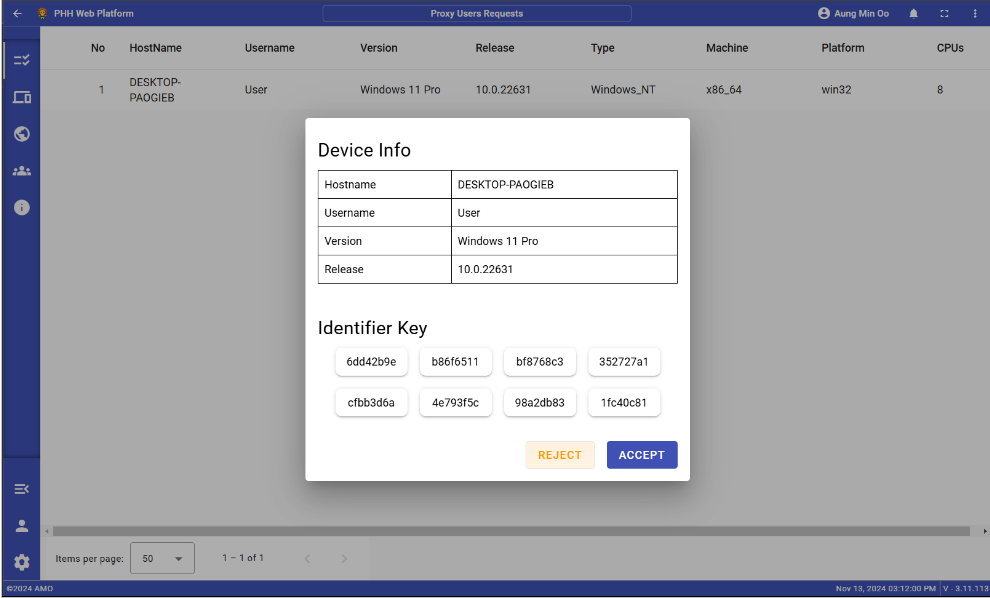 PHH Web Platform
Proxy Users Requests
Aung Min Oo
No HostName Username Version Release Type Machine Platform CPUs
1 DESKTOP-PAOGIEB User Windows 11 Pro 10.0.22631 Windows_NT x86_64 win32 8
Device Info
Hostname DESKTOP-PAOGIEB
Username User
Version Windows 11 Pro
Release 10.0.22631
Identifier Key
6dd42b9e b86f6511 bf8768c3 352727a1
cfbb3d6a 4e793f5c 98a2db83 1fc40c81
REJECT ACCEPT
Items per page: 50 1 – 1 of 1
©2024 AMO Nov 13, 2024 03:12:00 PM V - 3.11.113